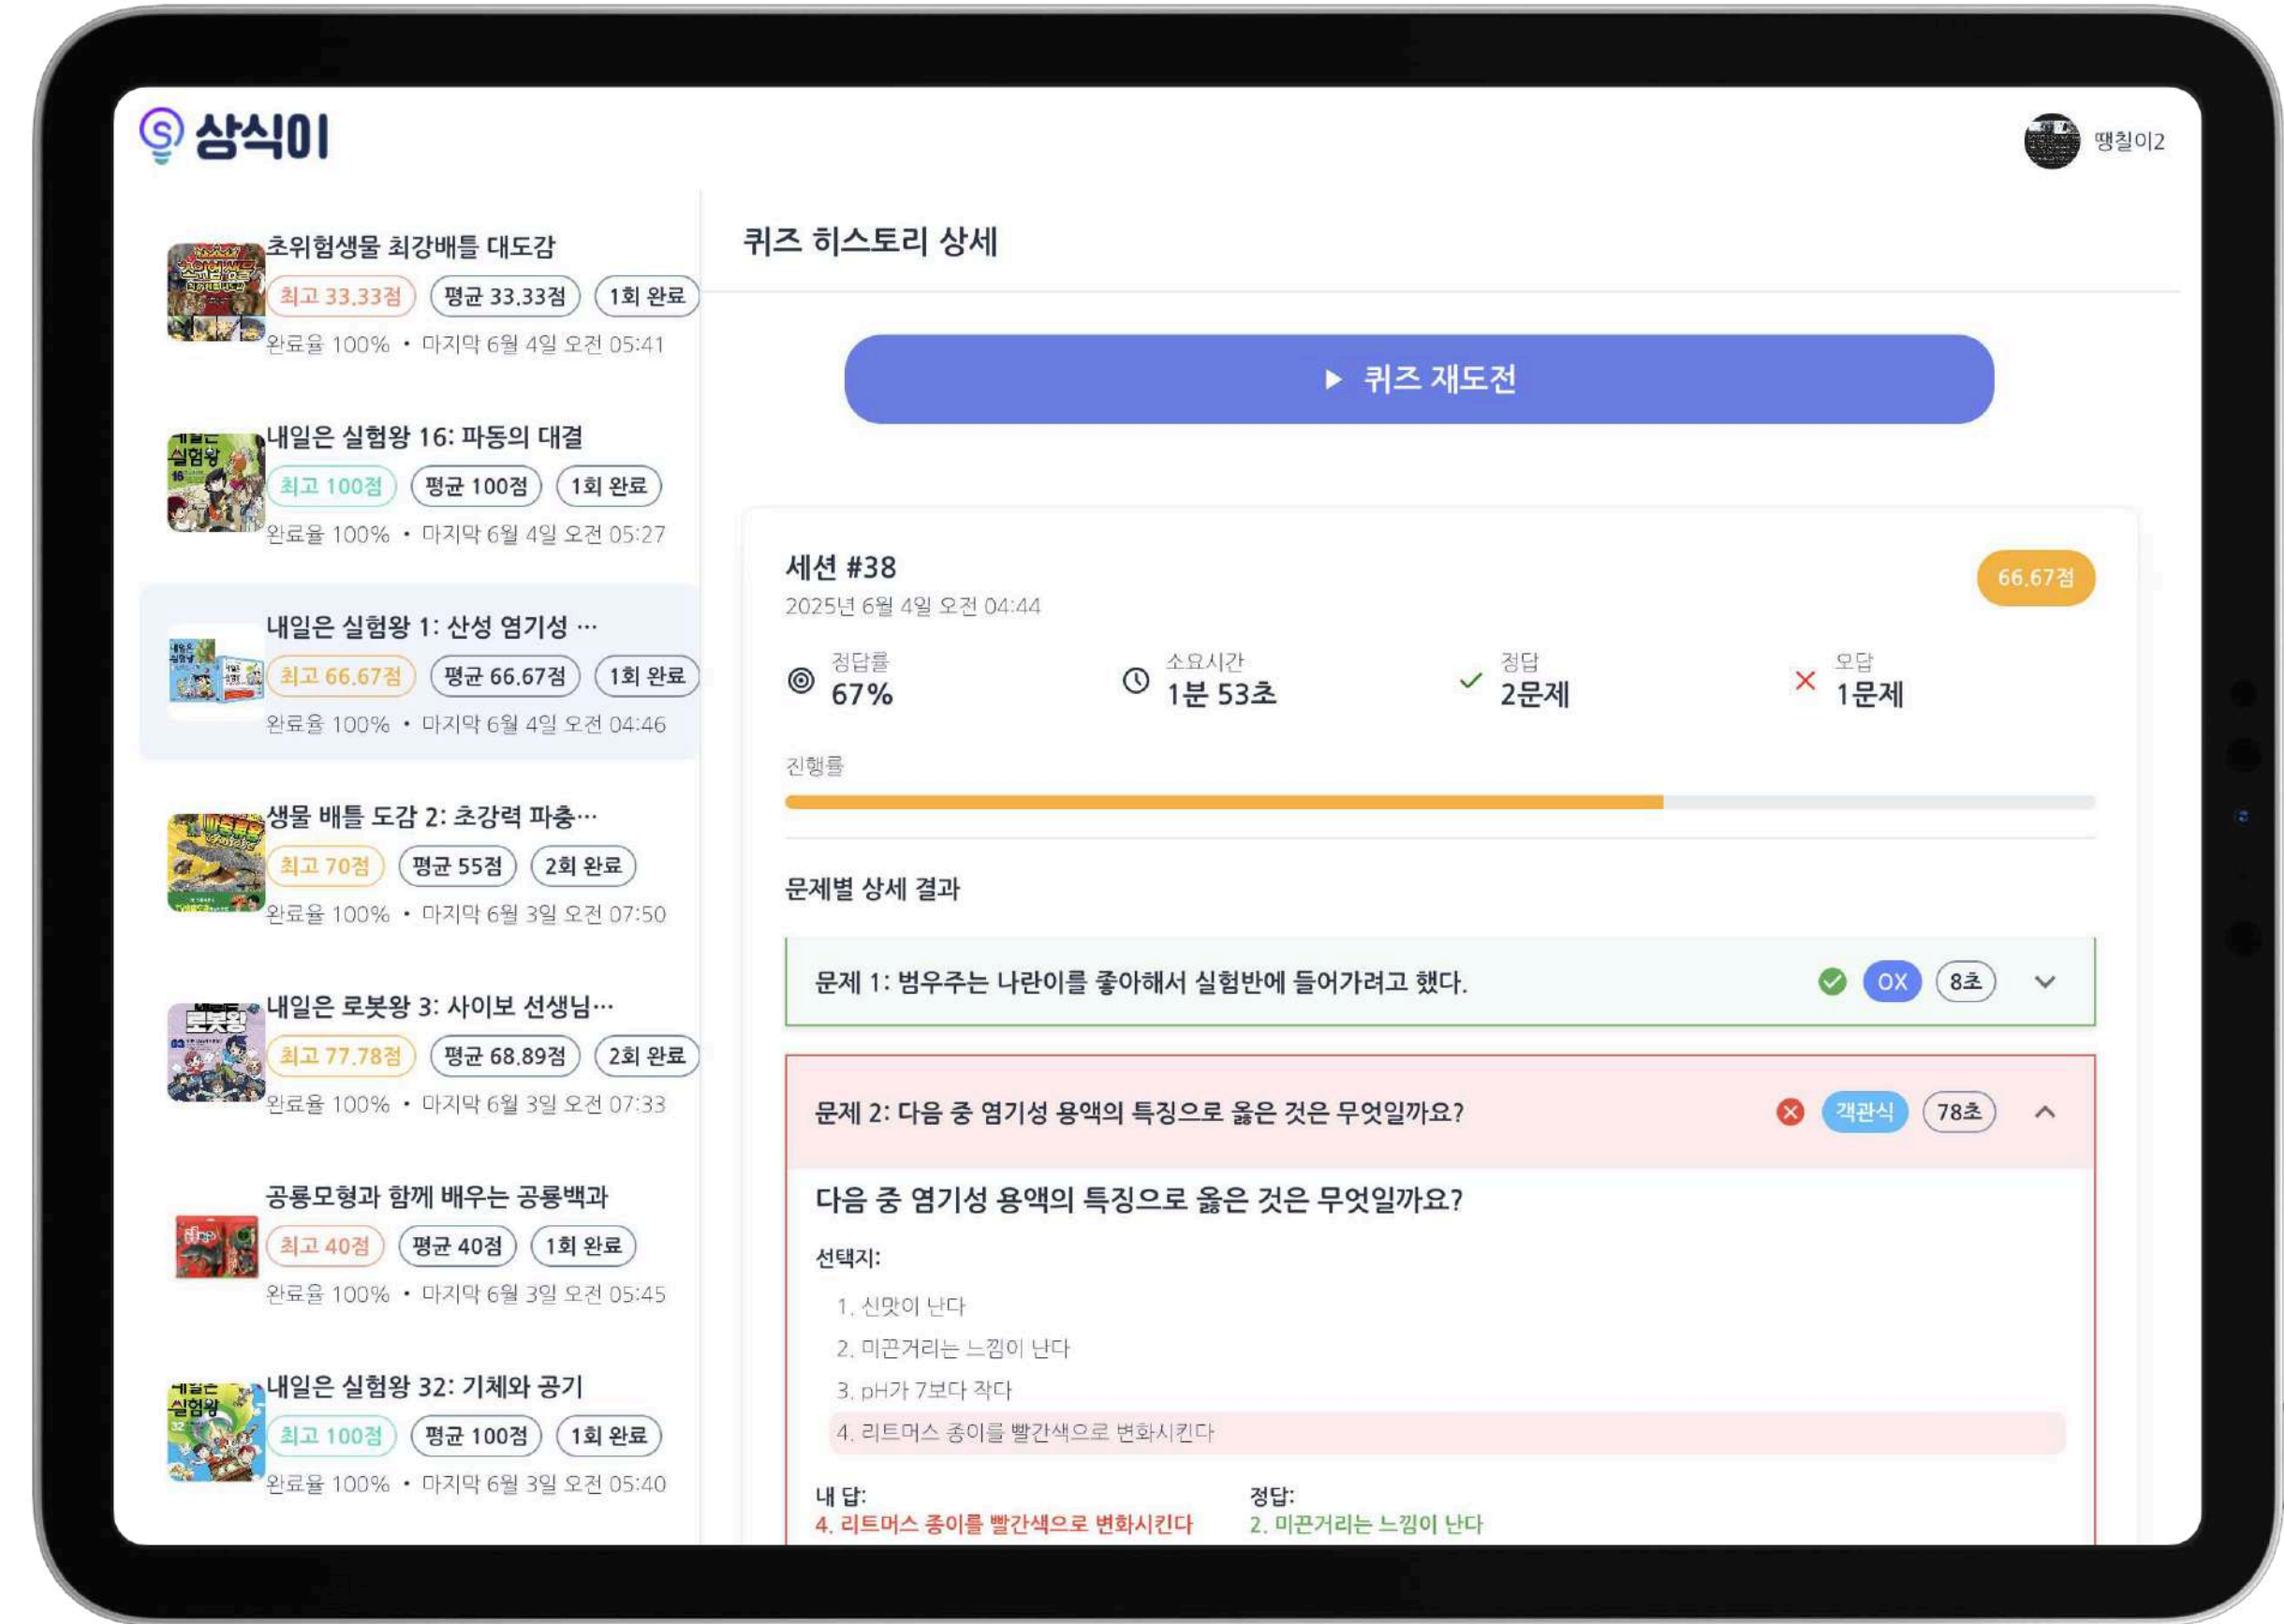 상식이
땡칠이2
초위험생물 최강배틀 대도감
최고 33.33점 평균 33.33점 1회 완료
완료율 100% • 마지막 6월 4일 오전 05:41
내일은 실험왕 16: 파동의 대결
최고 100점 평균 100점 1회 완료
완료율 100% • 마지막 6월 4일 오전 05:27
내일은 실험왕 1: 산성 염기성 …
최고 66.67점 평균 66.67점 1회 완료
완료율 100% • 마지막 6월 4일 오전 04:46
생물 배틀 도감 2: 초강력 파충…
최고 70점 평균 55점 2회 완료
완료율 100% • 마지막 6월 3일 오전 07:50
내일은 로봇왕 3: 사이보 선생님…
최고 77.78점 평균 68.89점 2회 완료
완료율 100% • 마지막 6월 3일 오전 07:33
공룡모형과 함께 배우는 공룡백과
최고 40점 평균 40점 1회 완료
완료율 100% • 마지막 6월 3일 오전 05:45
내일은 실험왕 32: 기체와 공기
최고 100점 평균 100점 1회 완료
완료율 100% • 마지막 6월 3일 오전 05:40
퀴즈 히스토리 상세
퀴즈 재도전
세션 #38
66.67점
2025년 6월 4일 오전 04:44
정답률 소요시간 정답 오답
67% 1분 53초 2문제 1문제
진행률
문제별 상세 결과
문제 1: 범우주는 나란이를 좋아해서 실험반에 들어가려고 했다. OX 8초
문제 2: 다음 중 염기성 용액의 특징으로 옳은 것은 무엇일까요? 객관식 78초
다음 중 염기성 용액의 특징으로 옳은 것은 무엇일까요?
선택지:
1. 신맛이 난다
2. 미끈거리는 느낌이 난다
3. pH가 7보다 작다
4. 리트머스 종이를 빨간색으로 변화시킨다
내 답: 정답:
4. 리트머스 종이를 빨간색으로 변화시킨다 2. 미끈거리는 느낌이 난다